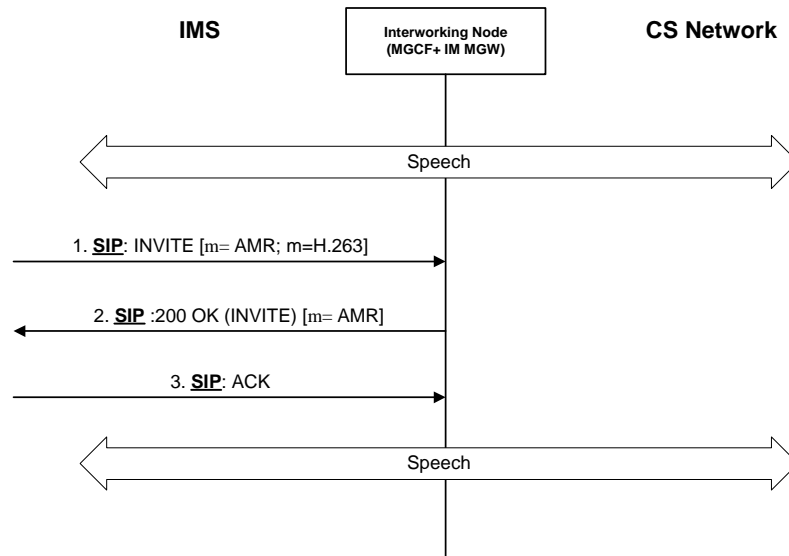 IMS
Interworking Node
(MGCF+ IM MGW)
CS Network
Speech
1. SIP: INVITE [m= AMR; m=H.263]
2. SIP :200 OK (INVITE) [m= AMR]
3. SIP: ACK
Speech